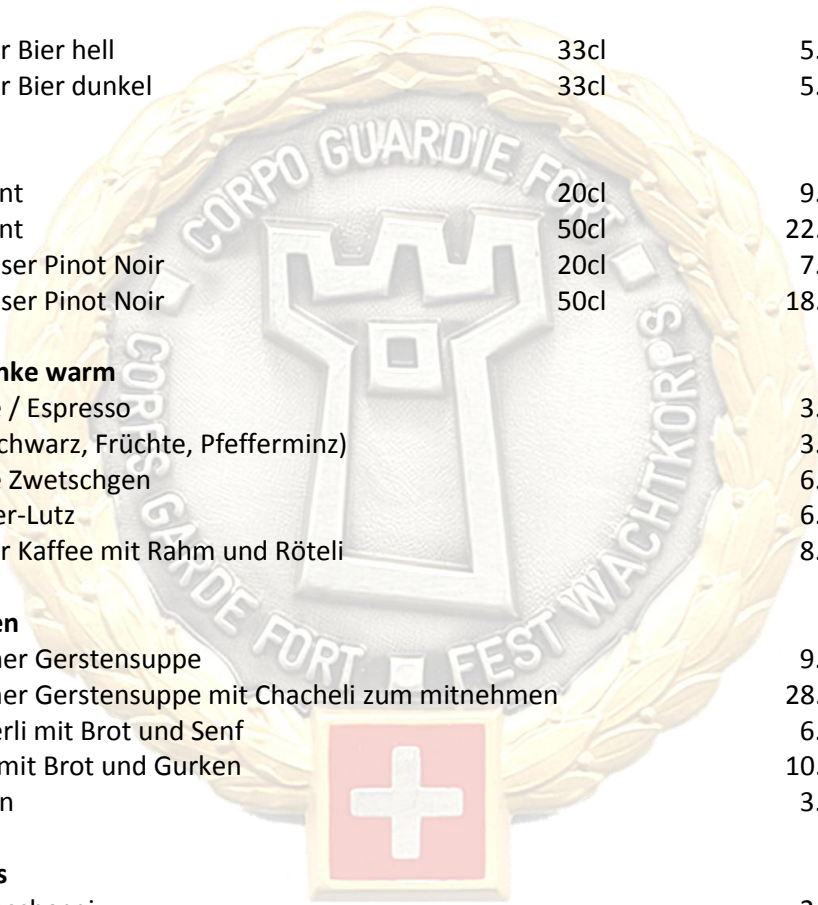 r Bier hell 33cl 5.
r Bier dunkel 33cl 5.
nt 20cl 9.
nt 50cl 22.
ser Pinot Noir 20cl 7.
ser Pinot Noir 50cl 18.
nke warm
e / Espresso 3.
chwarz, Früchte, Pfefferminz) 3.
e Zwetschgen 6.
er-Lutz 6.
r Kaffee mit Rahm und Röteli 8.
en
ner Gerstensuppe 9.
ner Gerstensuppe mit Chacheli zum mitnehmen 28.
erli mit Brot und Senf 6.
mit Brot und Gurken 10.
n 3.
s
CORPO GUARDIE FORT
CORPS GARDE FORT
FEST WACHTKORPS